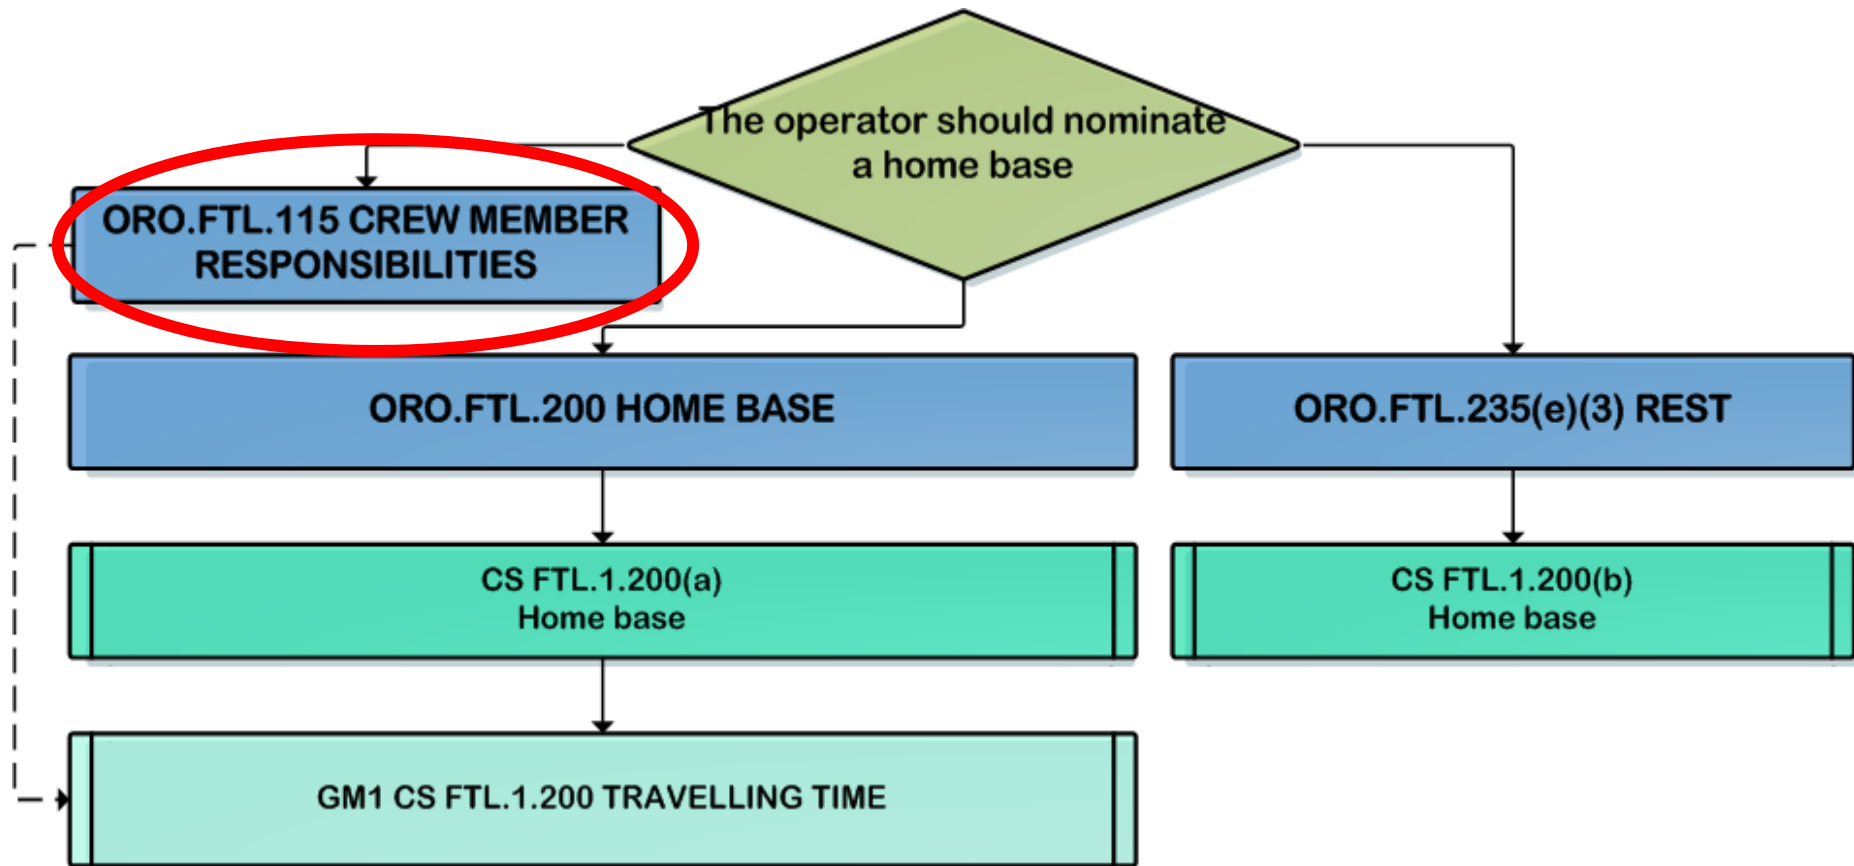 The operator should nominate
a home base
ORO.FTL.115 CREW MEMBER
RESPONSIBILITIES
ORO.FTL.200 HOME BASE
ORO.FTL.235(e)(3) REST
CS FTL.1.200(a)
Home base
CS FTL.1.200(b)
Home base
GM1 CS FTL.1.200 TRAVELLING TIME